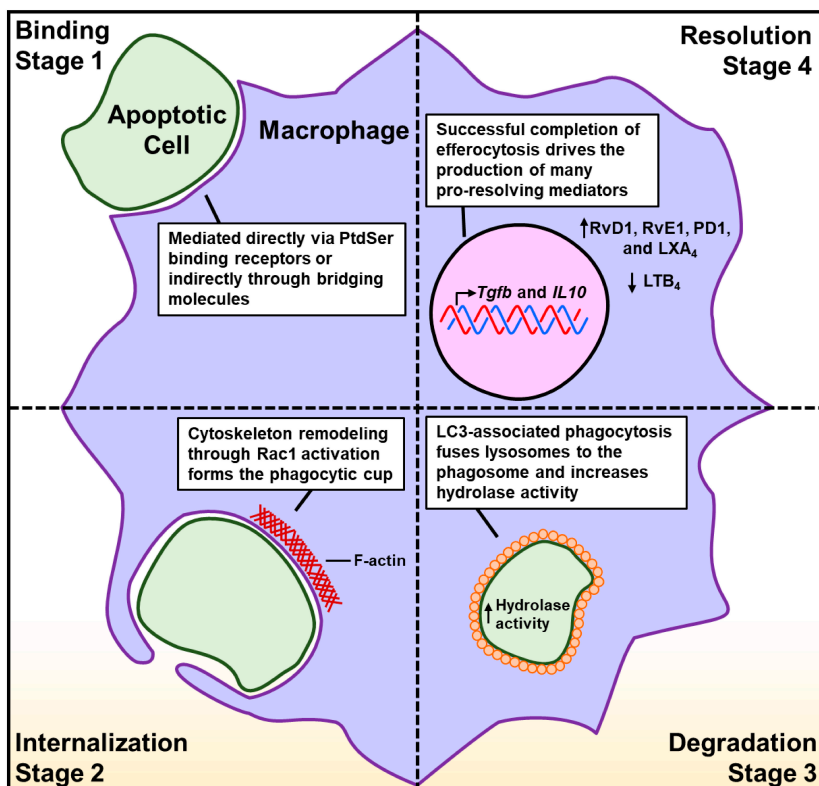 Binding
Stage 1
Apoptotic
Cell
Macrophage
Mediated directly via PtdSer
binding receptors or
indirectly through bridging
molecules
Resolution
Stage 4
Successful completion of
efferocytosis drives the
production of many
pro-resolving mediators
↑RvD1, RvE1, PD1,
and LXA₄
↓ LTB₄
Tgfb and IL10
Cytoskeleton remodeling
through Rac1 activation
forms the phagocytic cup
F-actin
Internalization
Stage 2
LC3-associated phagocytosis
fuses lysosomes to the
phagosome and increases
hydrolase activity
↑ Hydrolase
activity
Degradation
Stage 3